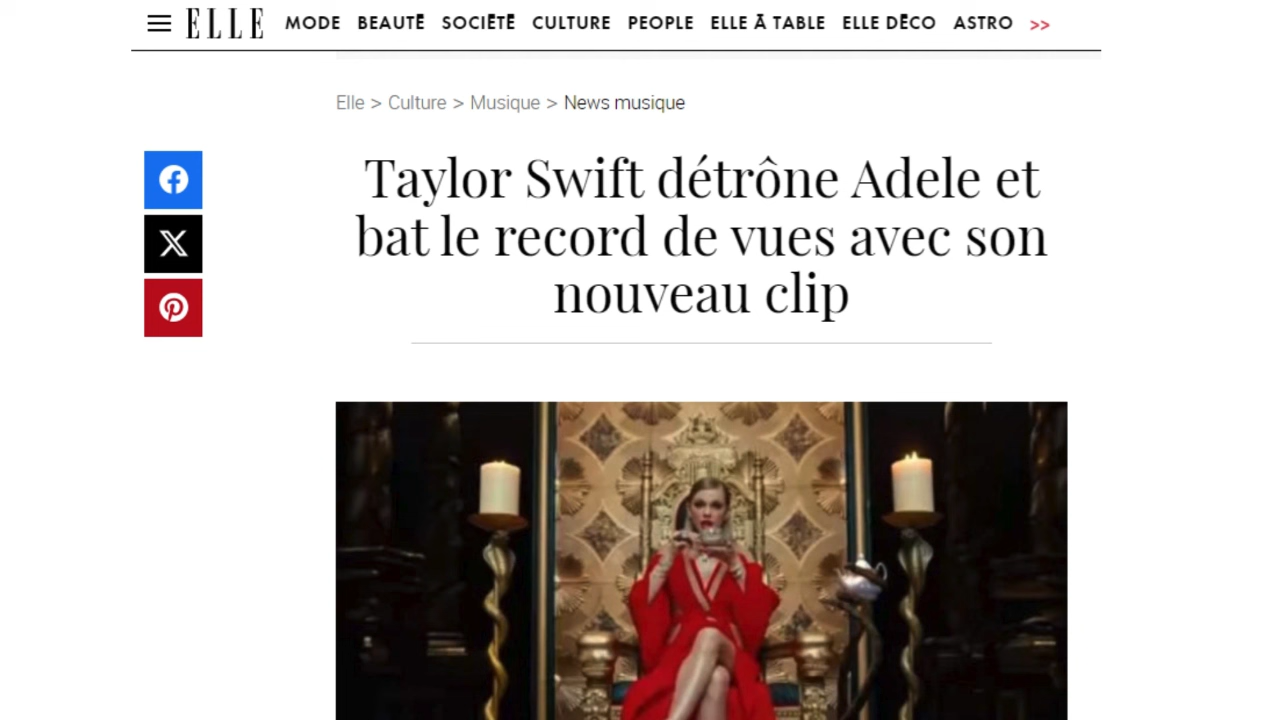 ELLE MODE BEAUTÉ SOCIÉTÉ CULTURE PEOPLE ELLE À TABLE ELLE DÉCO ASTRO >>
Elle > Culture > Musique > News musique
Taylor Swift détrône Adele et
bat le record de vues avec son
nouveau clip